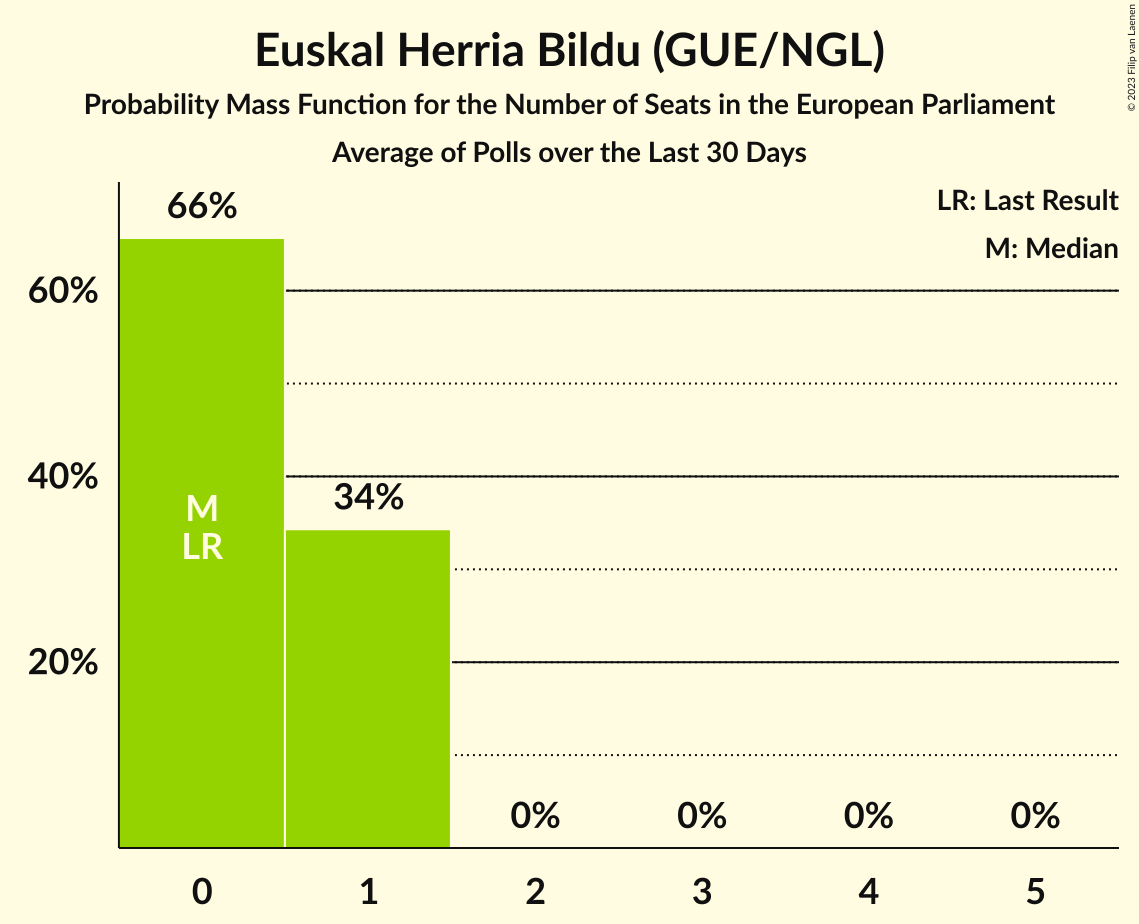 Euskal Herria Bildu (GUE/NGL)
Probability Mass Function for the Number of Seats in the European Parliament
Average of Polls over the Last 30 Days
© 2023 Filip van Laenen
LR: Last Result
M: Median
66%
60%
40%
34%
M
LR
20%
0% 0% 0% 0%
0 1 2 3 4 5